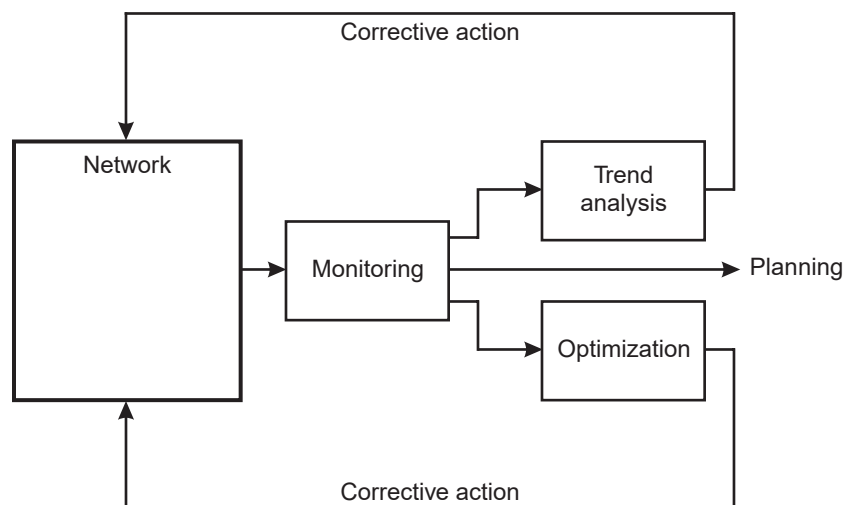 Corrective action
Network
Trend
analysis
Monitoring
Planning
Optimization
Corrective action